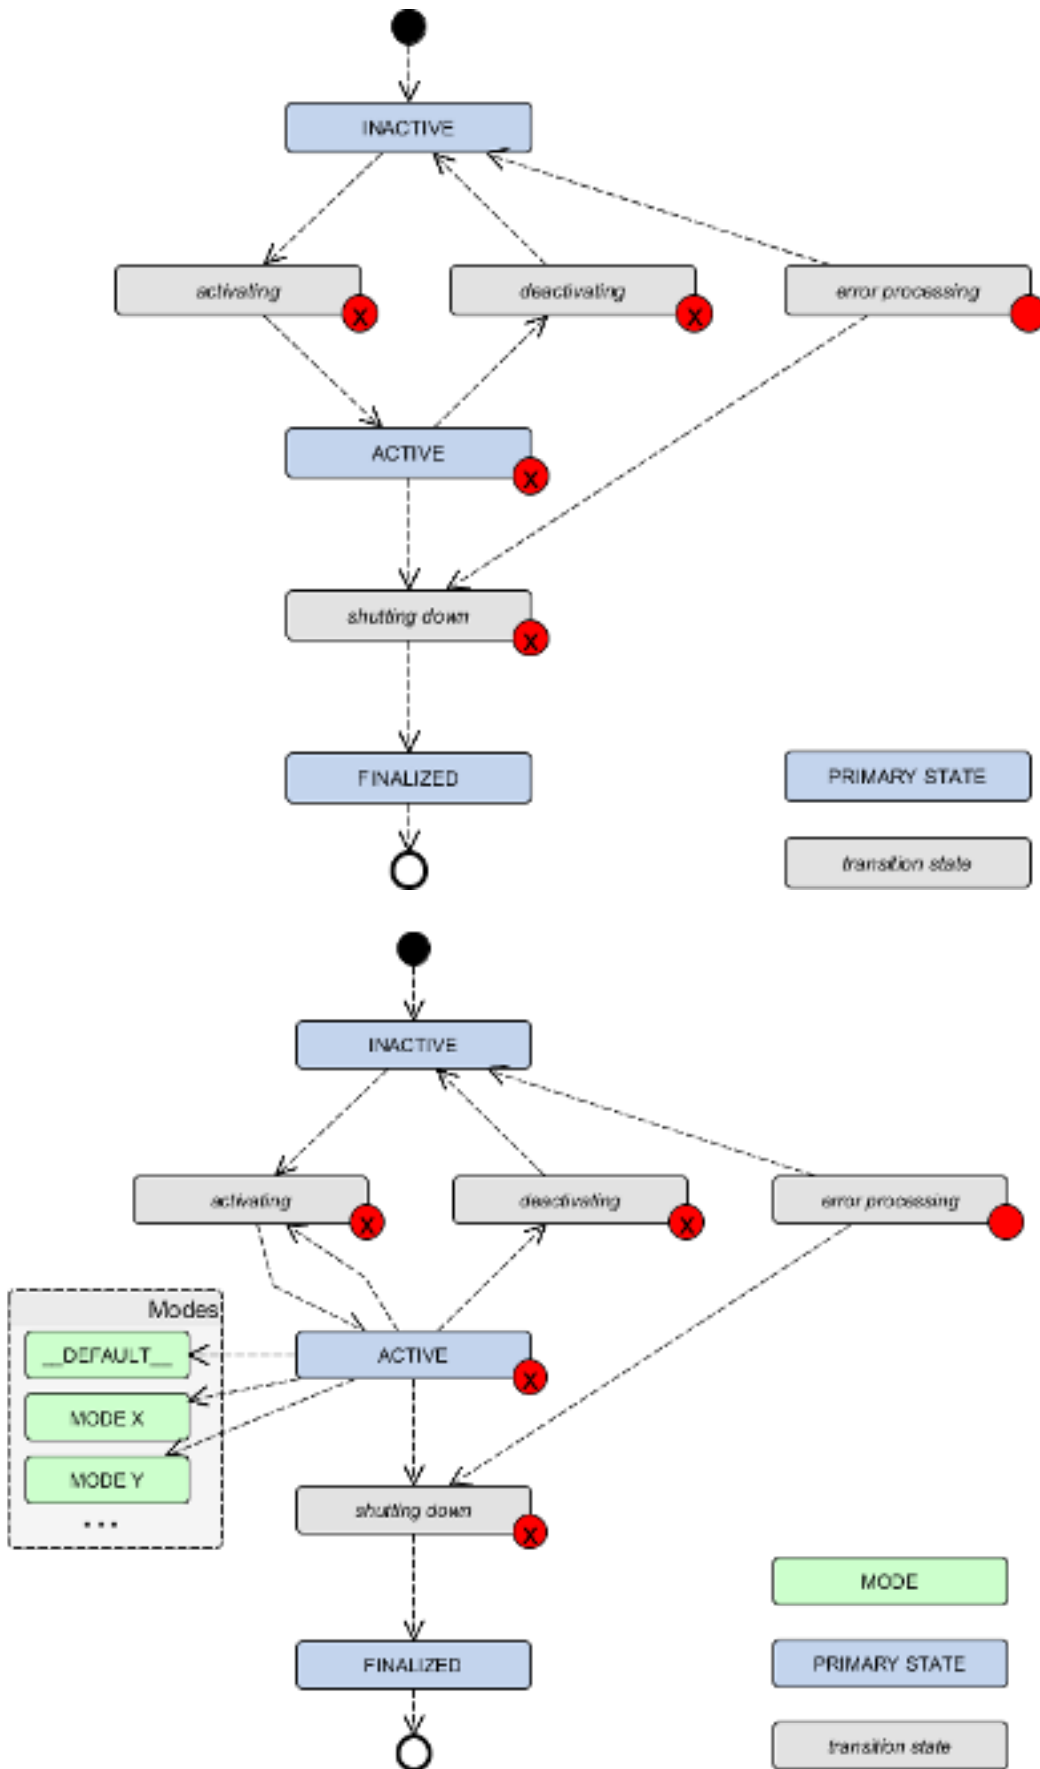 INACTIVE
activating
X
deactivating
X
error processing
ACTIVE
X
shutting down
X
FINALIZED
PRIMARY STATE
transition state
INACTIVE
activating
X
deactivating
X
error processing
Modes
__DEFAULT__
ACTIVE
X
MODE X
MODE Y
...
shutting down
X
MODE
FINALIZED
PRIMARY STATE
transition state